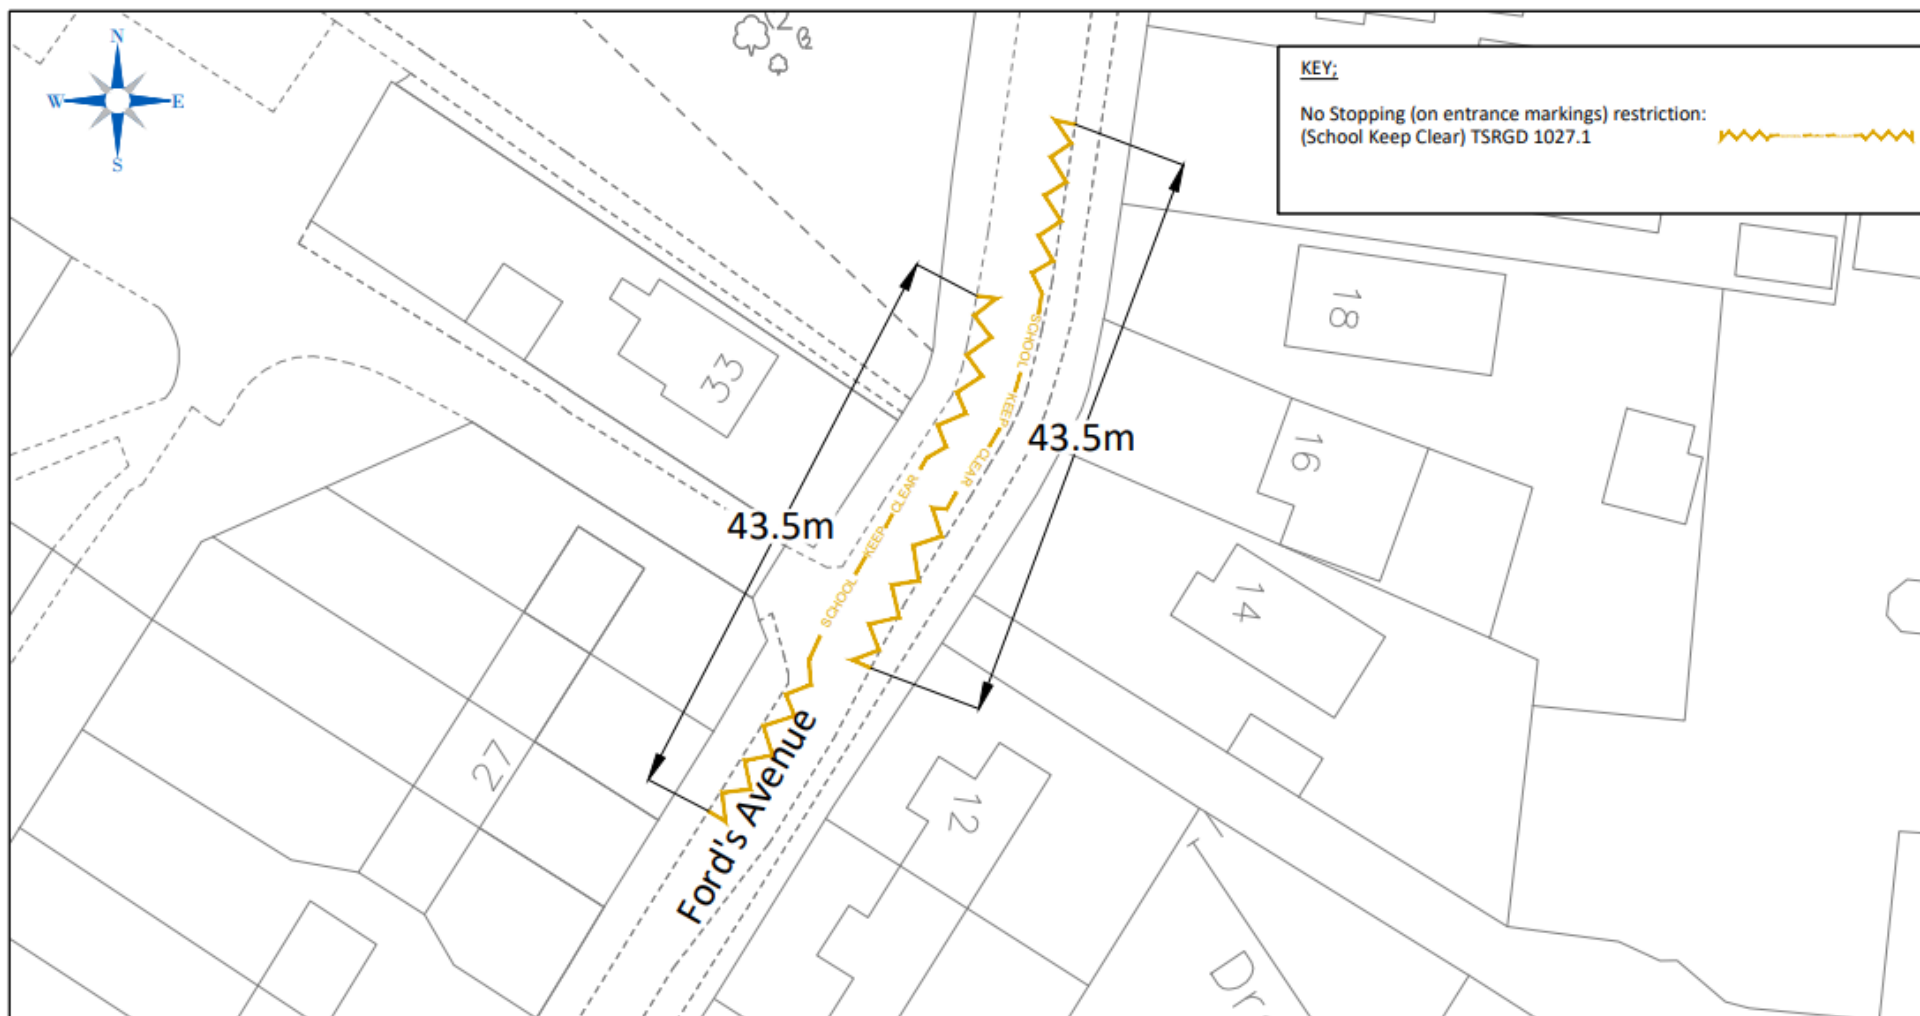 N
W
E
S
KEY;
No Stopping (on entrance markings) restriction:
(School Keep Clear) TSRGD 1027.1
33
18
16
14
12
27
43.5m
43.5m
SCHOOL KEEP CLEAR
SCHOOL KEEP CLEAR
Ford's Avenue